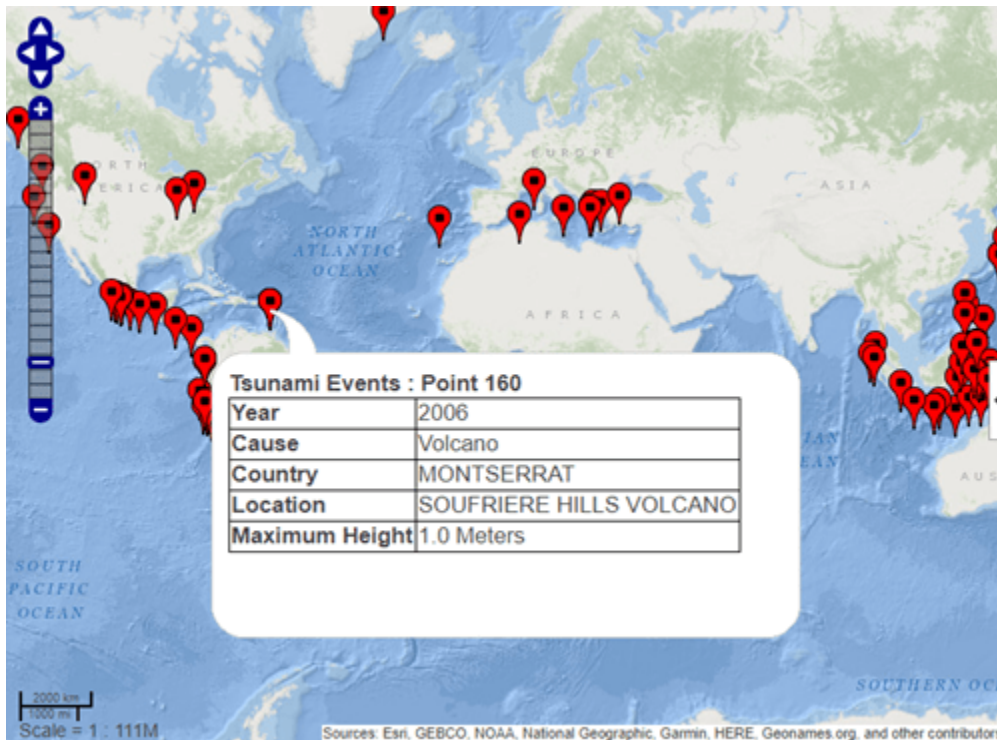 NORTH
AMERICA
EUROPE
ASIA
NORTH
ATLANTIC
OCEAN
AFRICA
Tsunami Events : Point 160
Year 2006
Cause Volcano
Country MONTSERRAT
Location SOUFRIERE HILLS VOLCANO
Maximum Height 1.0 Meters
SOUTH
PACIFIC
OCEAN
AUS
SOUTHERN OC
2000 km
1000 mi
Scale = 1 : 111M
Sources: Esri, GEBCO, NOAA, National Geographic, Garmin, HERE, Geonames.org, and other contributors